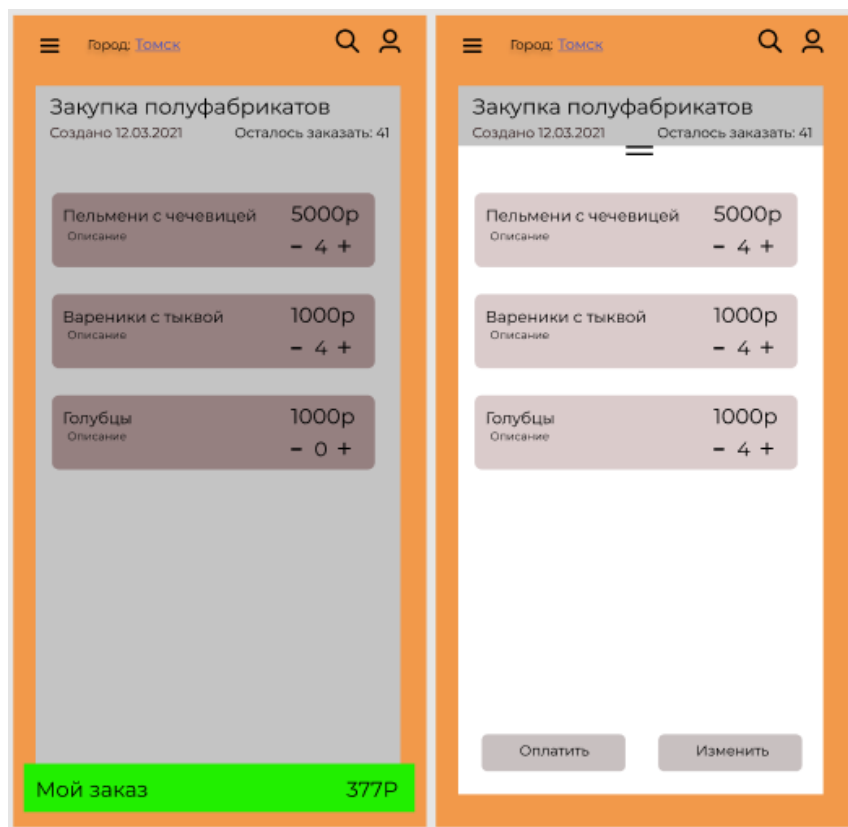 Город: Томск
Закупка полуфабрикатов
Создано 12.03.2021 Осталось заказать: 41
Пельмени с чечевицей 5000р
Описание
- 4 +
Вареники с тыквой 1000р
Описание
- 4 +
Голубцы 1000р
Описание
- 0 +
Мой заказ 377Р
Город: Томск
Закупка полуфабрикатов
Создано 12.03.2021 Осталось заказать: 41
Пельмени с чечевицей 5000р
Описание
- 4 +
Вареники с тыквой 1000р
Описание
- 4 +
Голубцы 1000р
Описание
- 4 +
Оплатить Изменить